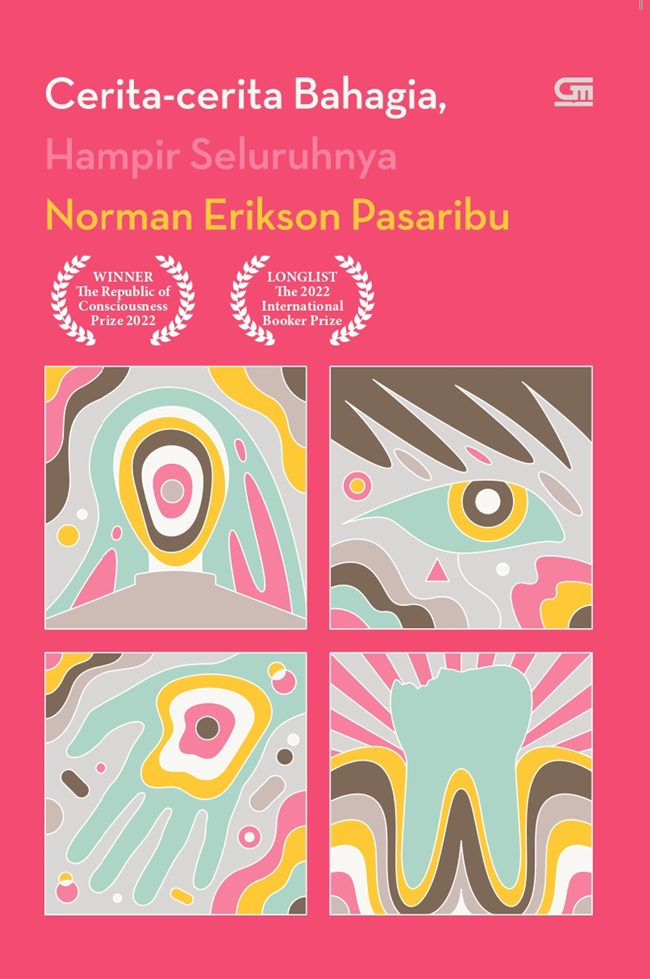 Cerita-cerita Bahagia,
GM
Hampir Seluruhnya
Norman Erikson Pasaribu
WINNER
The Republic of
Consciousness
Prize 2022
LONGLIST
The 2022
International
Booker Prize